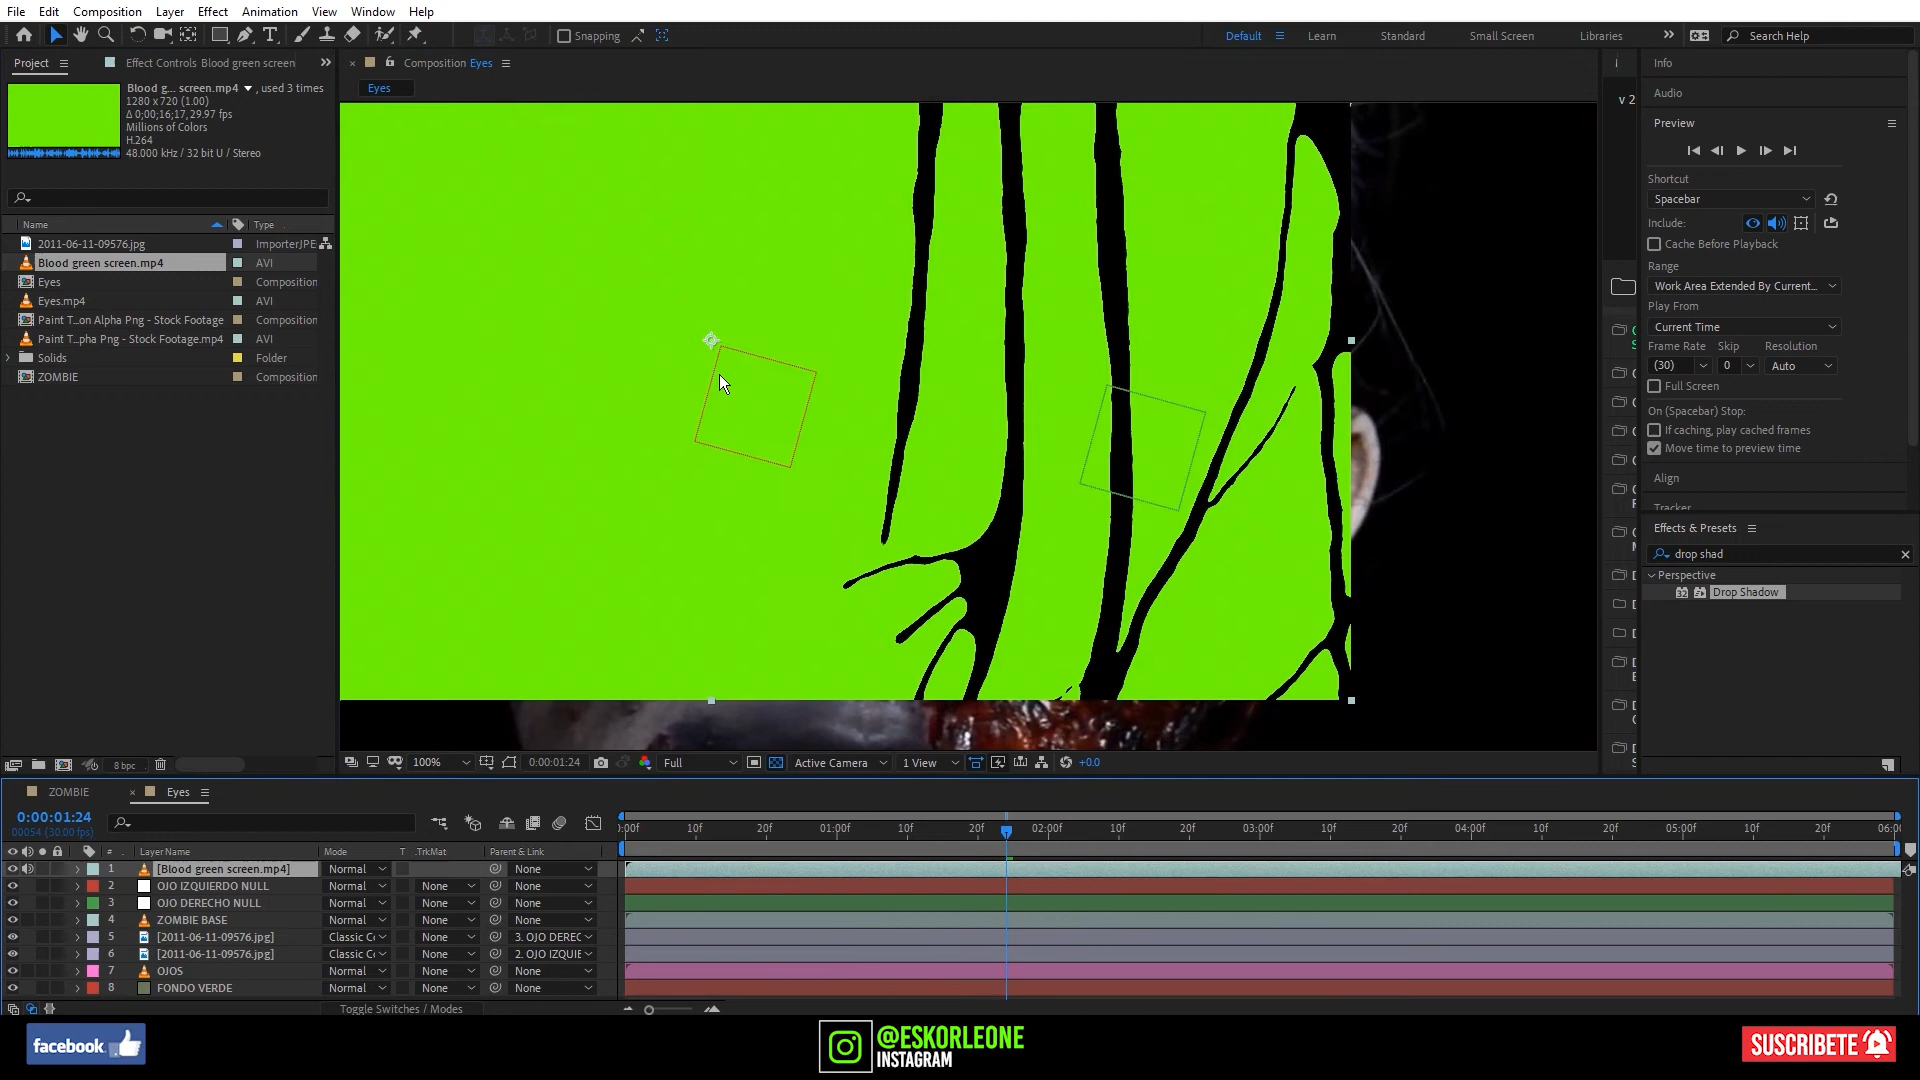 File Edit Composition Layer Effect Animation View Window Help
Snapping
Default Learn Standard Small Screen Libraries Search Help
Project Effect Controls Blood green screen
Composition Eyes
Eyes
Blood g... screen.mp4 , used 3 times
1280 x 720 (1.00)
Δ 0;00;16;17, 29.97 fps
Millions of Colors
H.264
48.000 kHz / 32 bit U / Stereo
Name Type
2011-06-11-09576.jpg ImporterJPE
Blood green screen.mp4 AVI
Eyes Composition
Eyes.mp4 AVI
Paint T...on Alpha Png - Stock Footage Composition
Paint T...pha Png - Stock Footage.mp4 AVI
Solids Folder
ZOMBIE Composition
8 bpc
100% 0:00:01:24 Full Active Camera 1 View +0.0
v 2
Info
Audio
Preview
Shortcut
Spacebar
Include:
Cache Before Playback
Range
Work Area Extended By Current...
Play From
Current Time
Frame Rate Skip Resolution
(30) 0 Auto
Full Screen
On (Spacebar) Stop:
If caching, play cached frames
Move time to preview time
Align
Tracker
Effects & Presets
drop shad
Perspective
32 Drop Shadow
ZOMBIE Eyes
0:00:01:24
00054 (30.00 fps)
:00f 10f 20f 01:00f 10f 20f 02:00f 10f 20f 03:00f 10f 20f 04:00f 10f 20f 05:00f 10f 20f 06:00
# Layer Name Mode T .TrkMat Parent & Link
1 [Blood green screen.mp4] Normal None
2 OJO IZQUIERDO NULL Normal None None
3 OJO DERECHO NULL Normal None None
4 ZOMBIE BASE Normal None None
5 [2011-06-11-09576.jpg] Classic Cc None 3. OJO DEREC
6 [2011-06-11-09576.jpg] Classic Cc None 2. OJO IZQUIE
7 OJOS Normal None None
8 FONDO VERDE Normal None None
Toggle Switches / Modes
facebook
@ESKORLEONE
INSTAGRAM
SUSCRIBETE